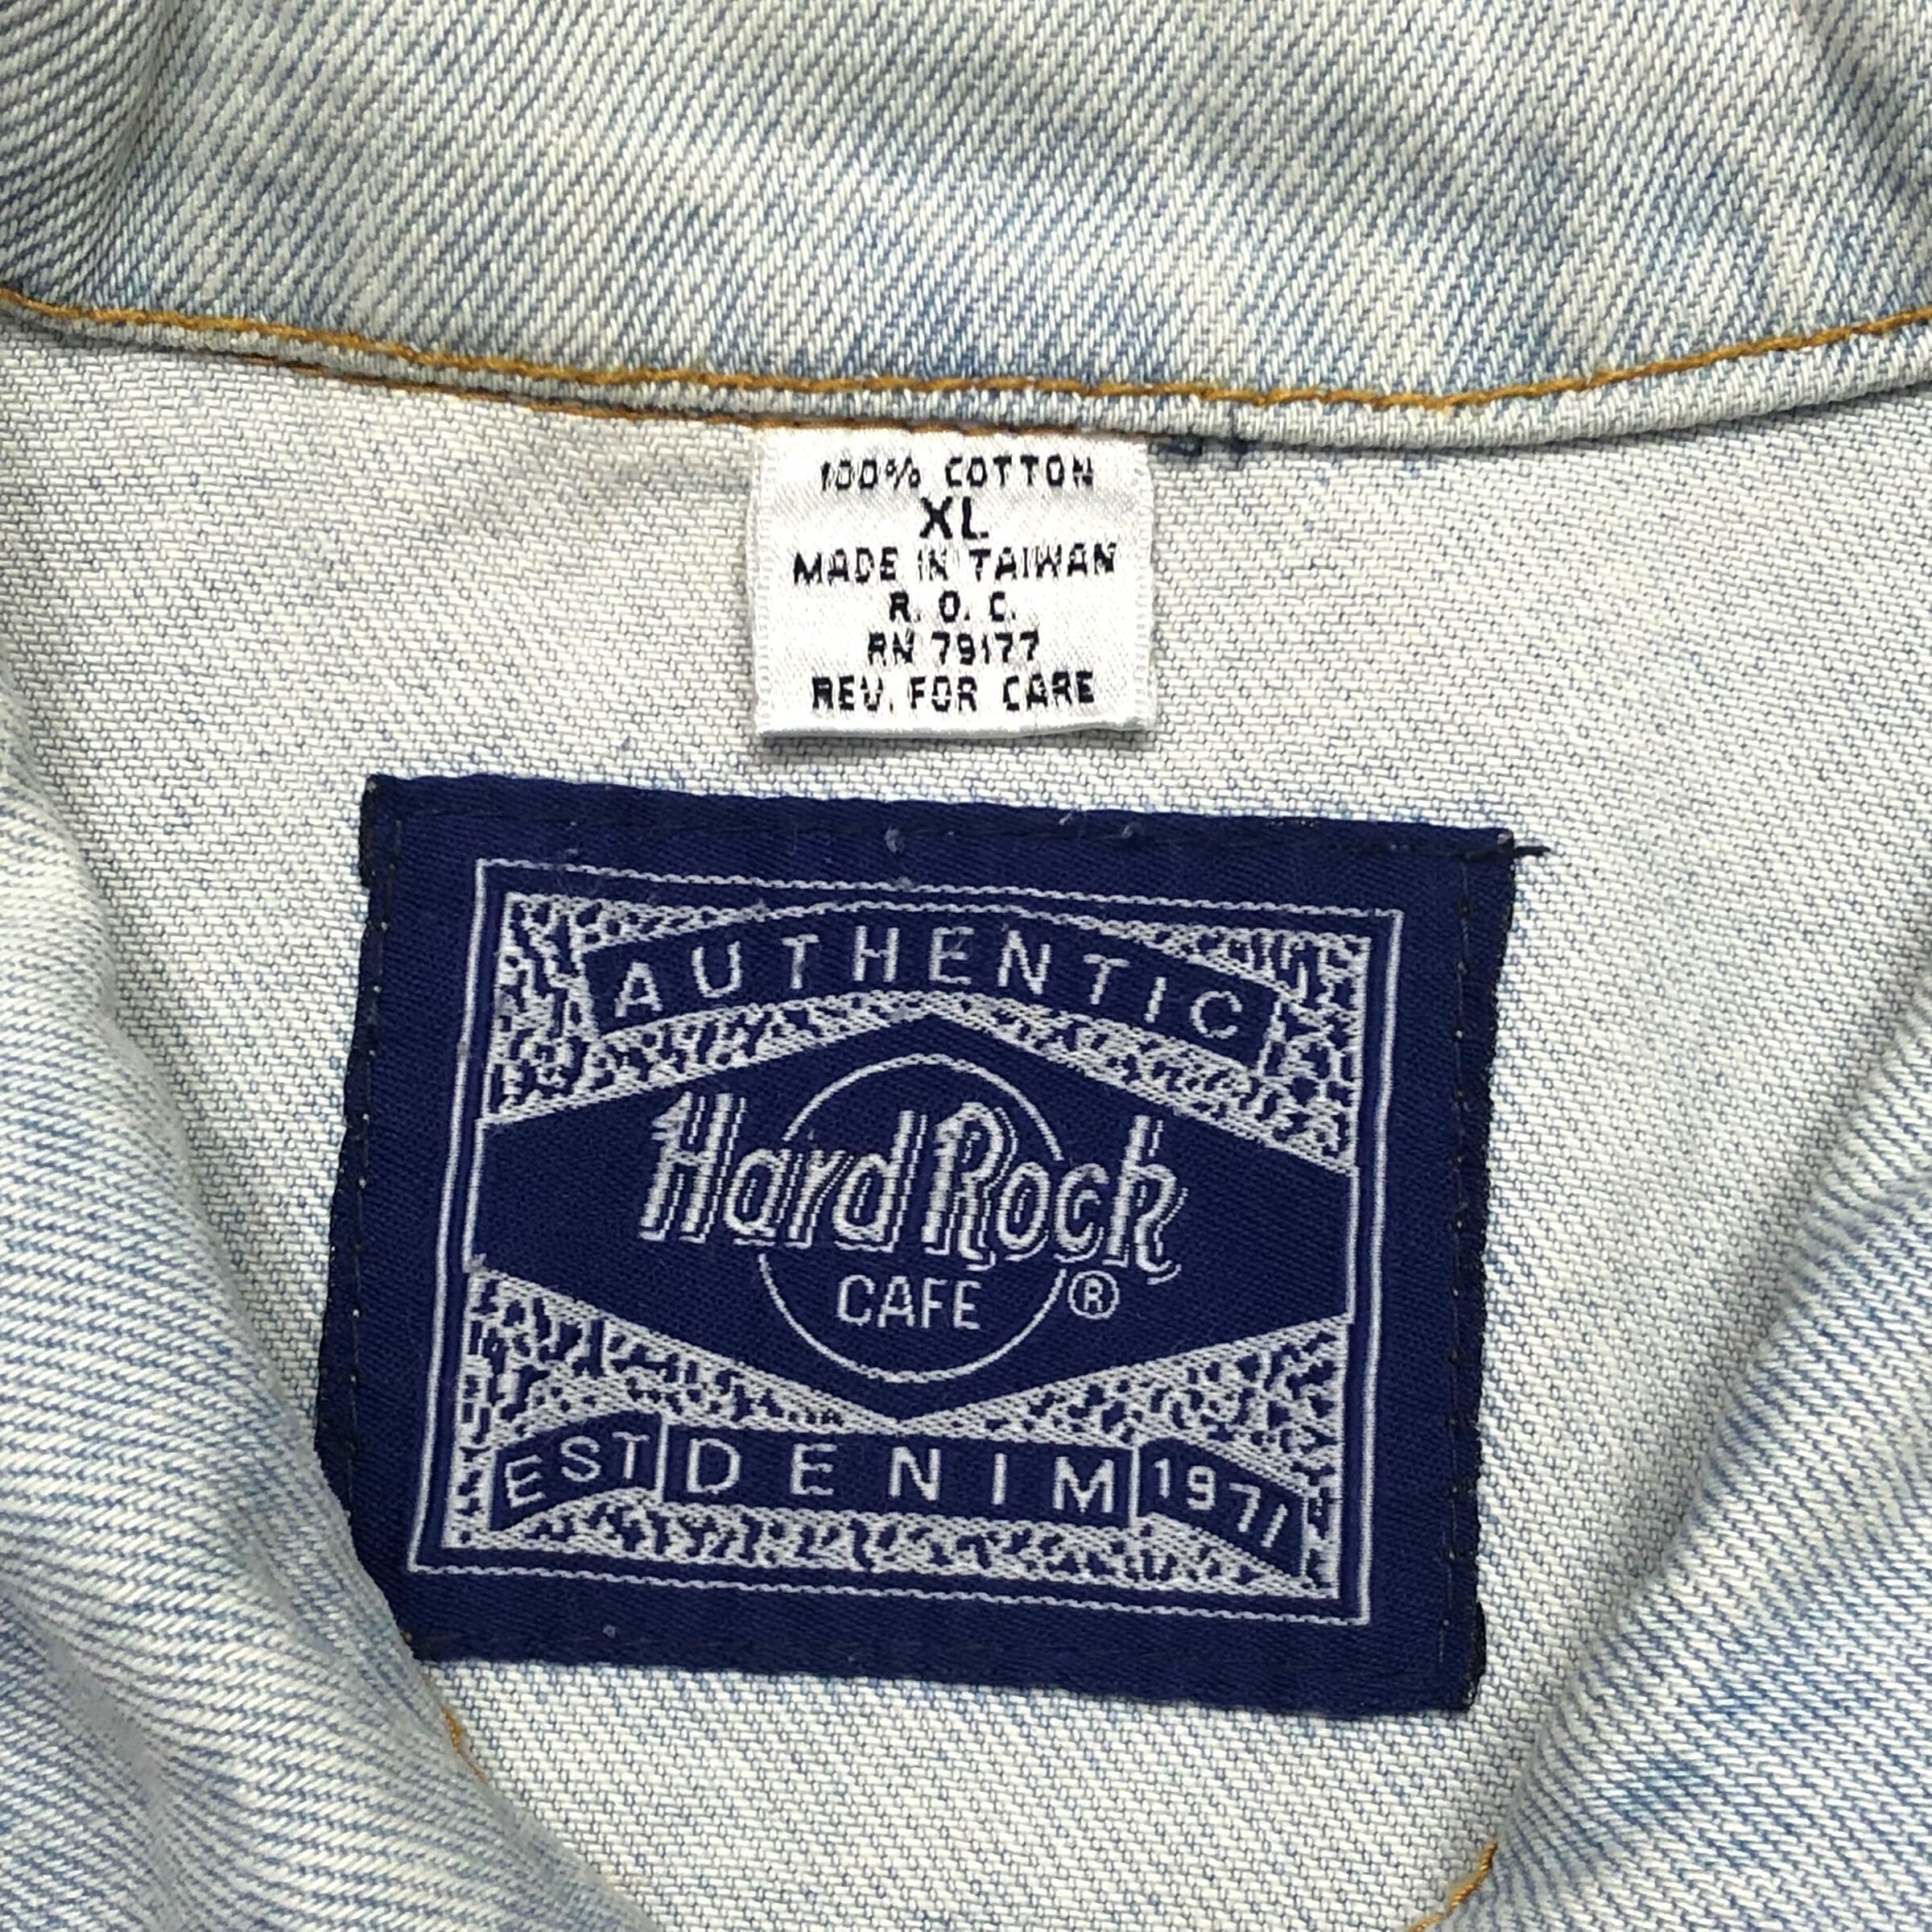 100% COTTON
XL
MADE IN TAIWAN
R. O. C.
RN 79177
REV. FOR CARE
AUTHENTIC
Hard Rock
CAFE ®
EST DENIM 1971